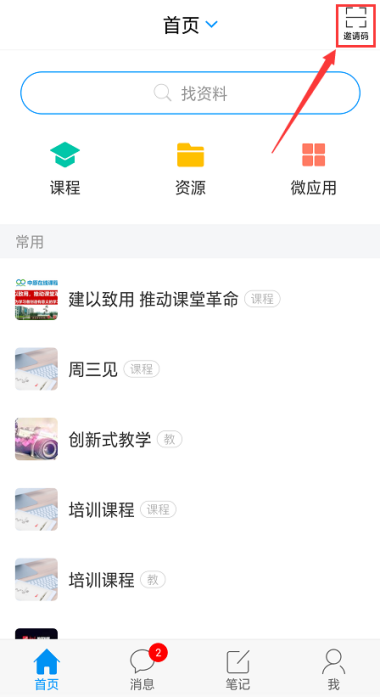 首页
邀请码
找资料
课程
资源
微应用
常用
建以致用 推动课堂革命 课程
周三见 课程
创新式教学 教
培训课程 课程
培训课程 教
2
首页
消息
笔记
我